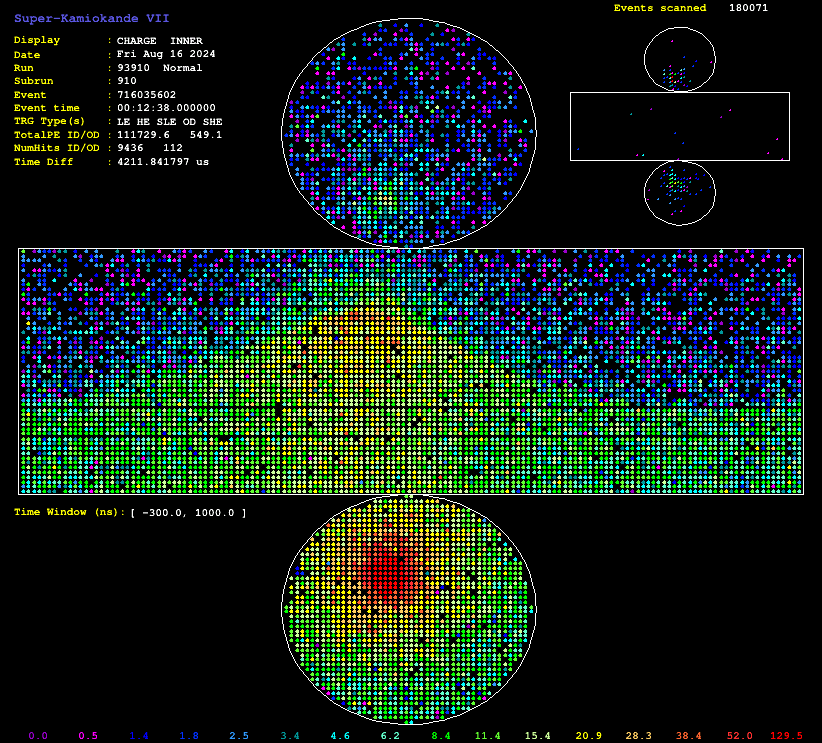 Super-Kamiokande VII
Events scanned 180071
Display : CHARGE INNER
Date : Fri Aug 16 2024
Run : 93910 Normal
Subrun : 910
Event : 716035602
Event time : 00:12:38.000000
TRG Type(s) : LE HE SLE OD SHE
TotalPE ID/OD : 111729.6 549.1
NumHits ID/OD : 9436 112
Time Diff : 4211.841797 us
Time Window (ns): [ -300.0, 1000.0 ]
0.0 0.5 1.4 1.8 2.5 3.4 4.6 6.2 8.4 11.4 15.4 20.9 28.3 38.4 52.0 129.5